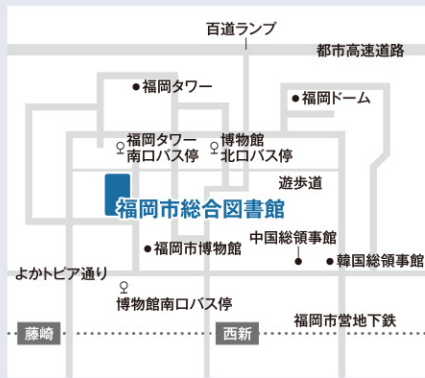 百道ランプ
都市高速道路
福岡タワー
福岡ドーム
福岡タワー
南口バス停
博物館
北口バス停
遊歩道
福岡市総合図書館
中国総領事館
福岡市博物館
韓国総領事館
よかトピア通り
博物館南口バス停
福岡市営地下鉄
藤崎
西新